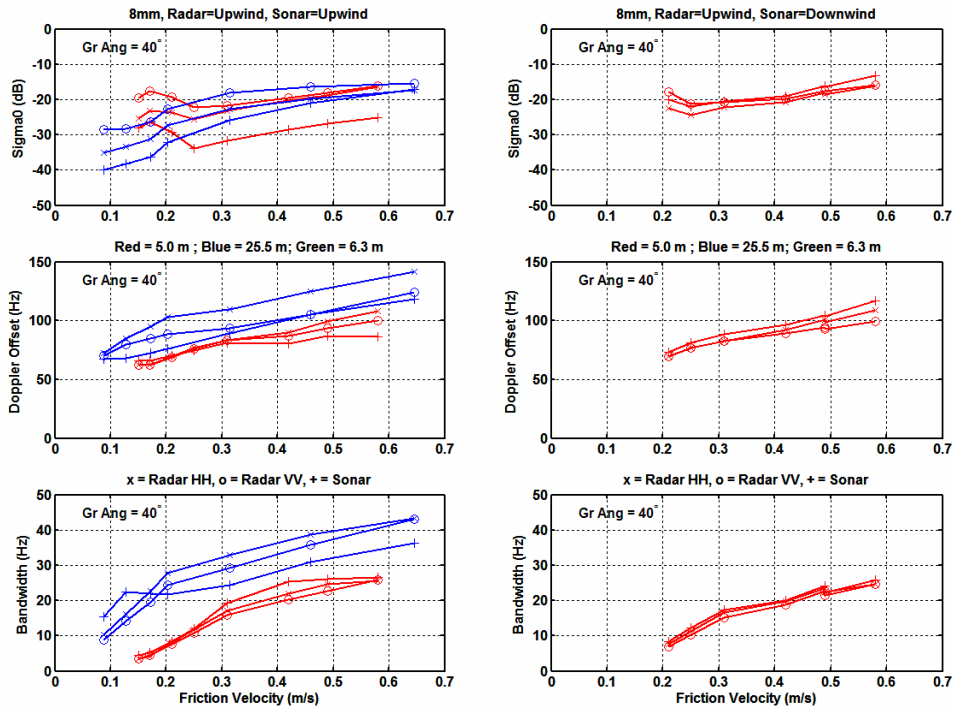 8mm, Radar=Upwind, Sonar=Upwind
0
-10
-20
-30
-40
-50
Sigma0 (dB)
Gr Ang = 40°
0 0.1 0.2 0.3 0.4 0.5 0.6 0.7
8mm, Radar=Upwind, Sonar=Downwind
0
-10
-20
-30
-40
-50
Sigma0 (dB)
Gr Ang = 40°
0 0.1 0.2 0.3 0.4 0.5 0.6 0.7
Red = 5.0 m ; Blue = 25.5 m; Green = 6.3 m
150
100
50
0
Doppler Offset (Hz)
Gr Ang = 40°
0 0.1 0.2 0.3 0.4 0.5 0.6 0.7
Red = 5.0 m ; Blue = 25.5 m; Green = 6.3 m
150
100
50
0
Doppler Offset (Hz)
Gr Ang = 40°
0 0.1 0.2 0.3 0.4 0.5 0.6 0.7
x = Radar HH, o = Radar VV, + = Sonar
50
40
30
20
10
0
Bandwidth (Hz)
Gr Ang = 40°
0 0.1 0.2 0.3 0.4 0.5 0.6 0.7
Friction Velocity (m/s)
x = Radar HH, o = Radar VV, + = Sonar
50
40
30
20
10
0
Bandwidth (Hz)
Gr Ang = 40°
0 0.1 0.2 0.3 0.4 0.5 0.6 0.7
Friction Velocity (m/s)